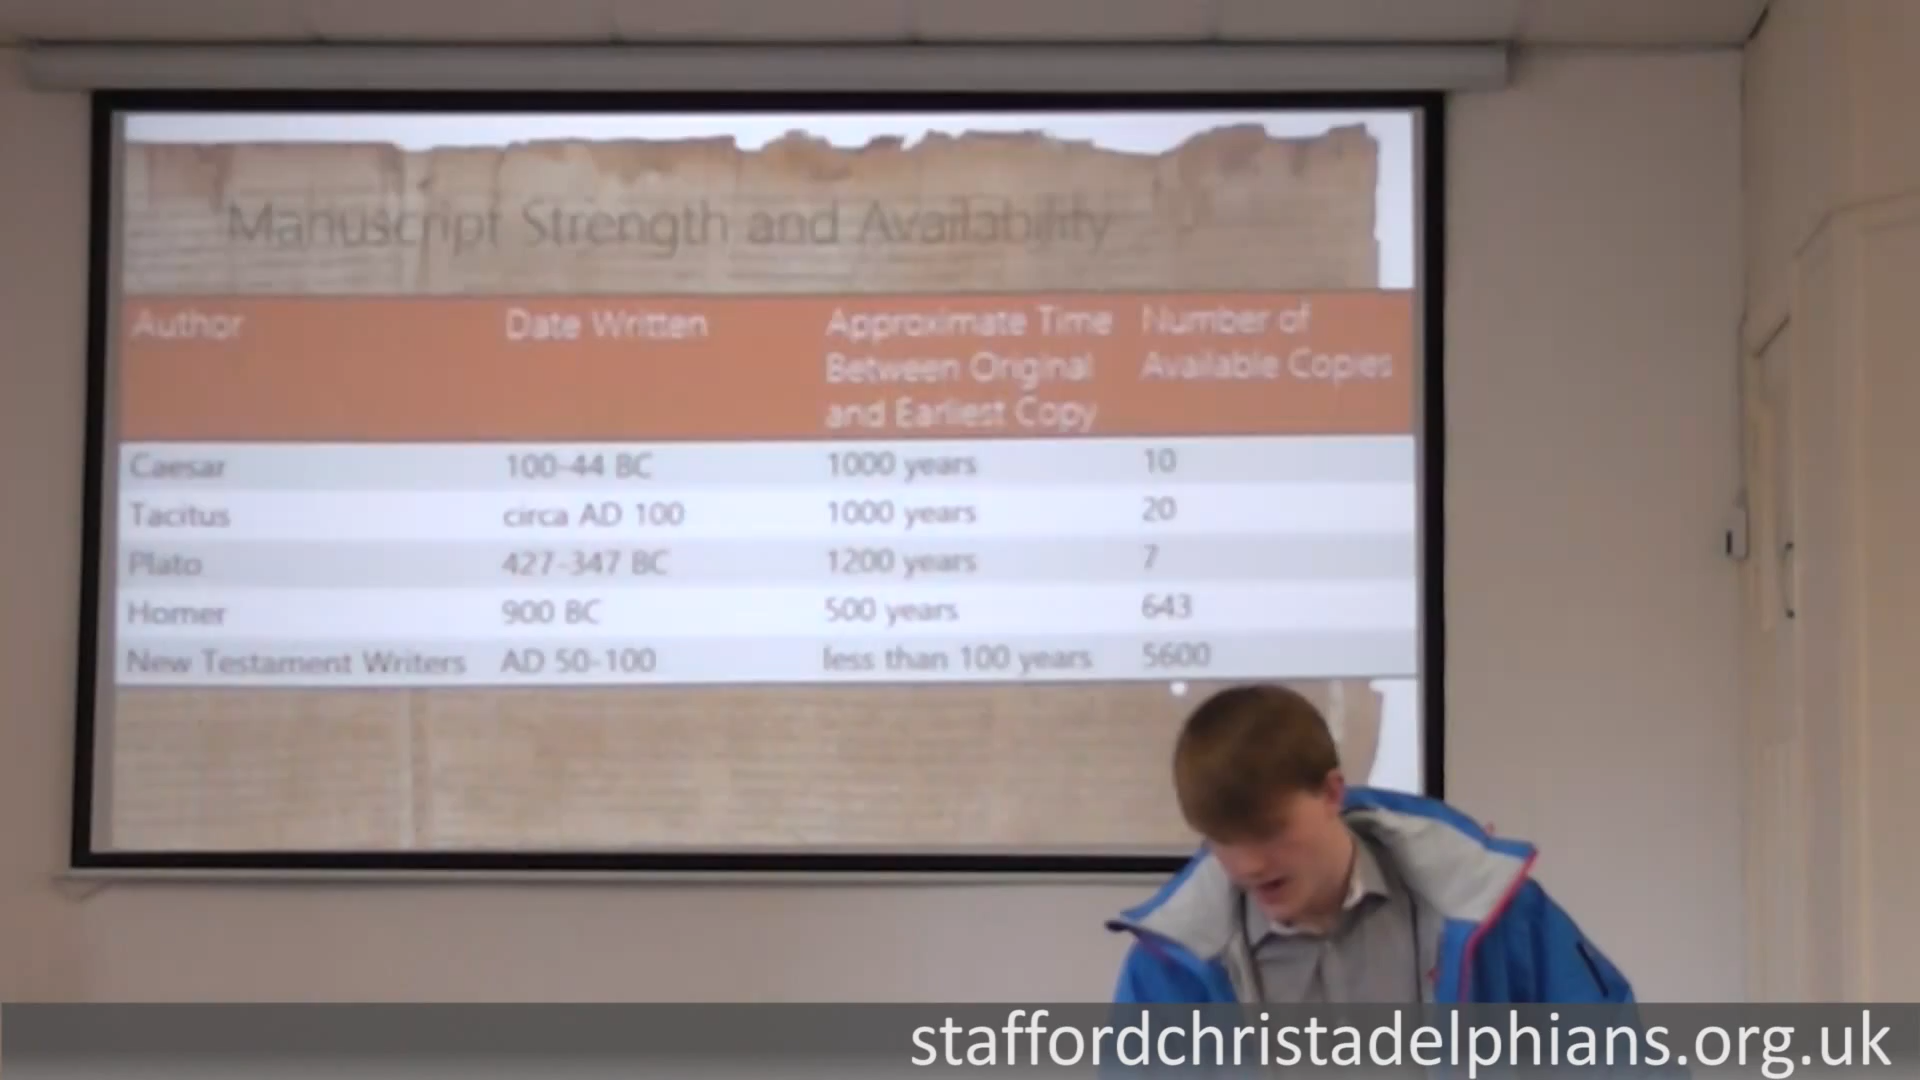 Manuscript Strength and Availability
Author Date Written Approximate Time Between Original and Earliest Copy Number of Available Copies
Caesar 100-44 BC 1000 years 10
Tacitus circa AD 100 1000 years 20
Plato 427-347 BC 1200 years 7
Homer 900 BC 500 years 643
New Testament Writers AD 50-100 less than 100 years 5600
staffordchristadelphians.org.uk